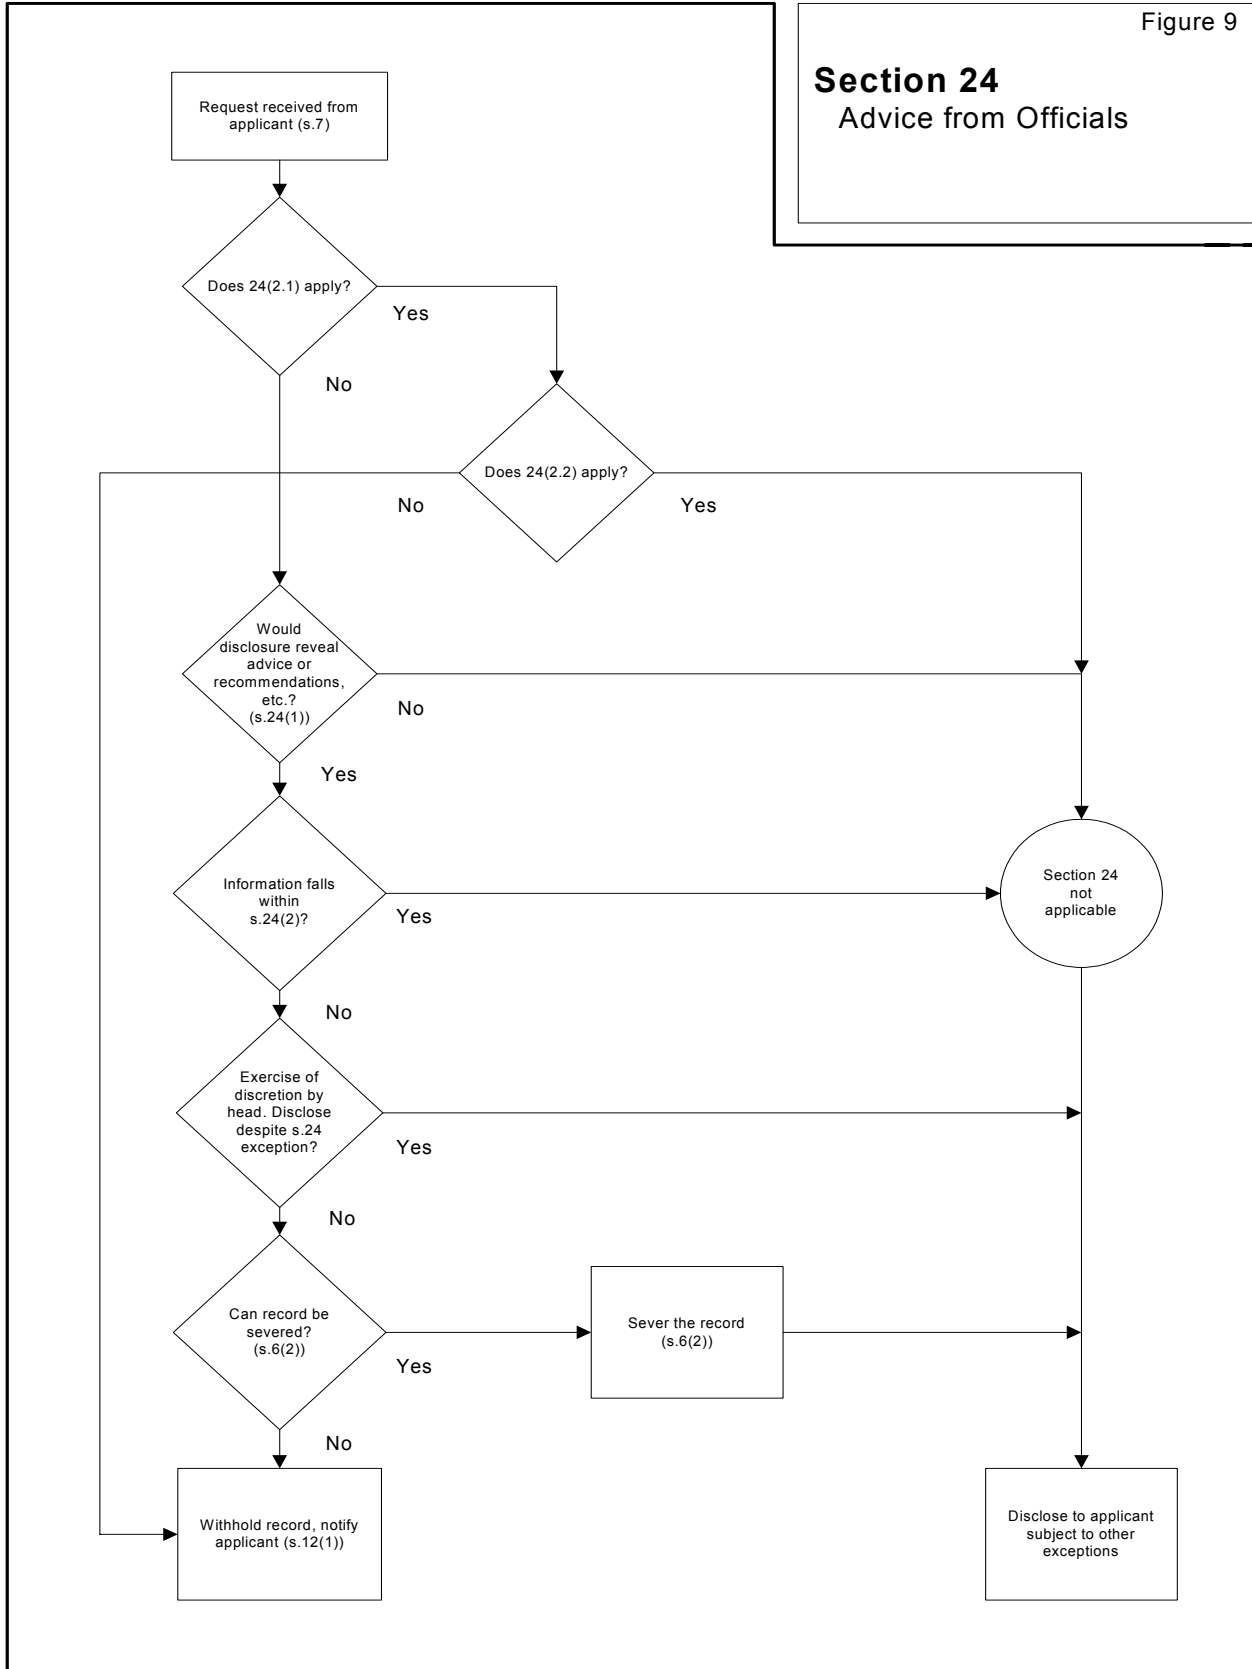 Figure 9
Section 24
Advice from Officials
Request received from
applicant (s.7)
Does 24(2.1) apply?
Yes
No
Does 24(2.2) apply?
No
Yes
Would
disclosure reveal
advice or
recommendations,
etc.?
(s.24(1))
No
Yes
Information falls
within
s.24(2)?
Yes
Section 24
not
applicable
No
Exercise of
discretion by
head. Disclose
despite s.24
exception?
Yes
No
Can record be
severed?
(s.6(2))
Yes
Sever the record
(s.6(2))
No
Withhold record, notify
applicant (s.12(1))
Disclose to applicant
subject to other
exceptions